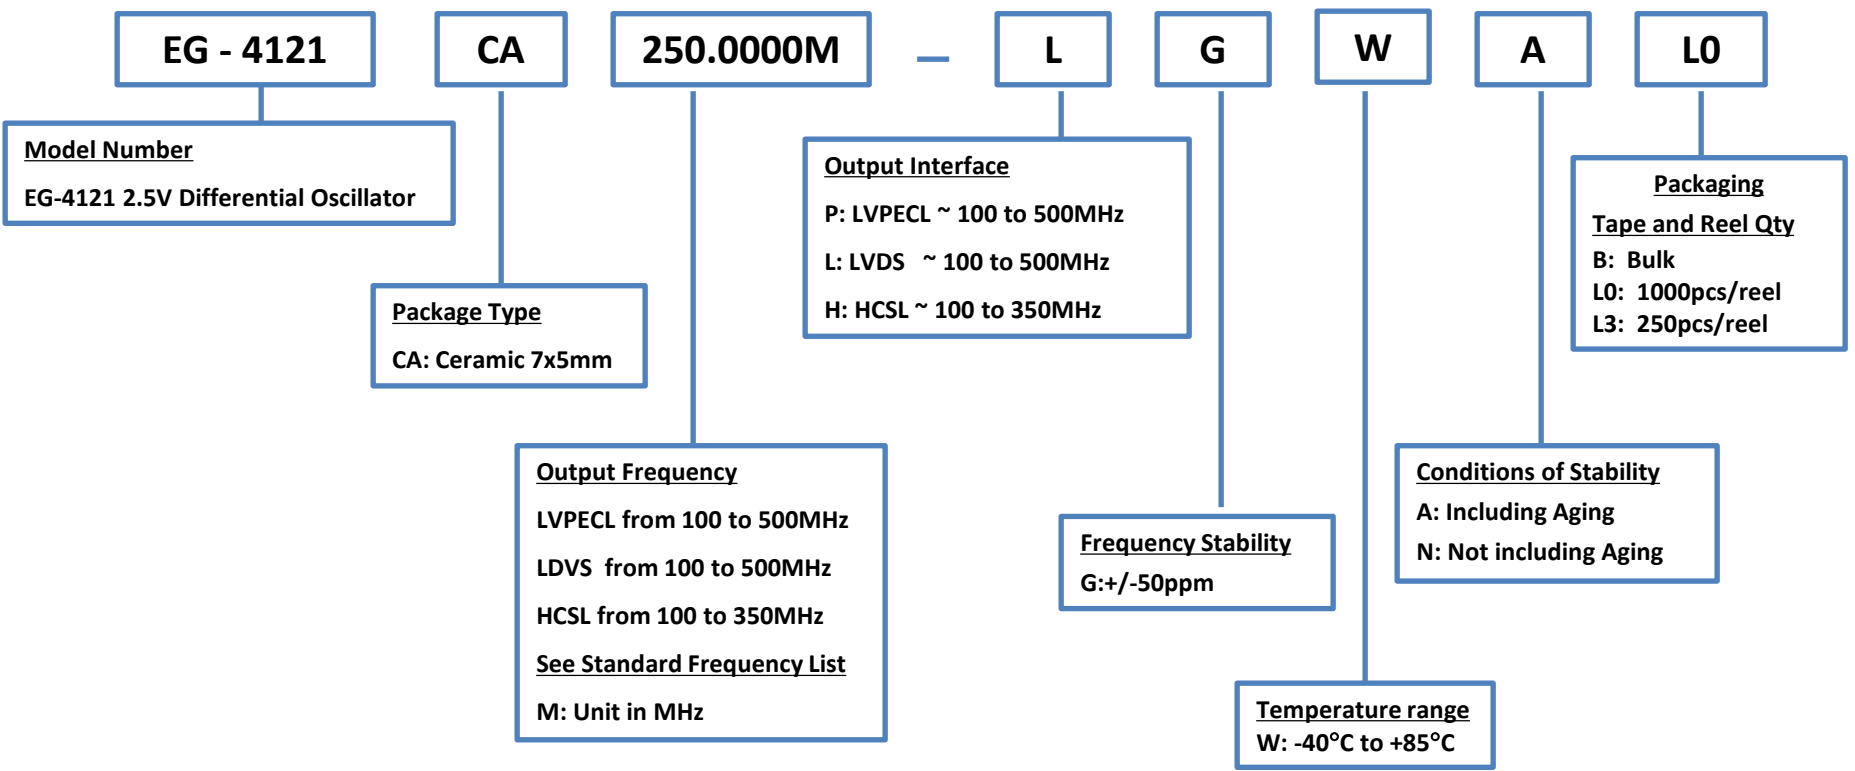 EG - 4121 CA 250.0000M – L G W A L0
Model Number
EG-4121 2.5V Differential Oscillator
Package Type
CA: Ceramic 7x5mm
Output Frequency
LVPECL from 100 to 500MHz
LDVS from 100 to 500MHz
HCSL from 100 to 350MHz
See Standard Frequency List
M: Unit in MHz
Output Interface
P: LVPECL ~ 100 to 500MHz
L: LVDS ~ 100 to 500MHz
H: HCSL ~ 100 to 350MHz
Frequency Stability
G:+/-50ppm
Temperature range
W: -40°C to +85°C
Conditions of Stability
A: Including Aging
N: Not including Aging
Packaging
Tape and Reel Qty
B: Bulk
L0: 1000pcs/reel
L3: 250pcs/reel